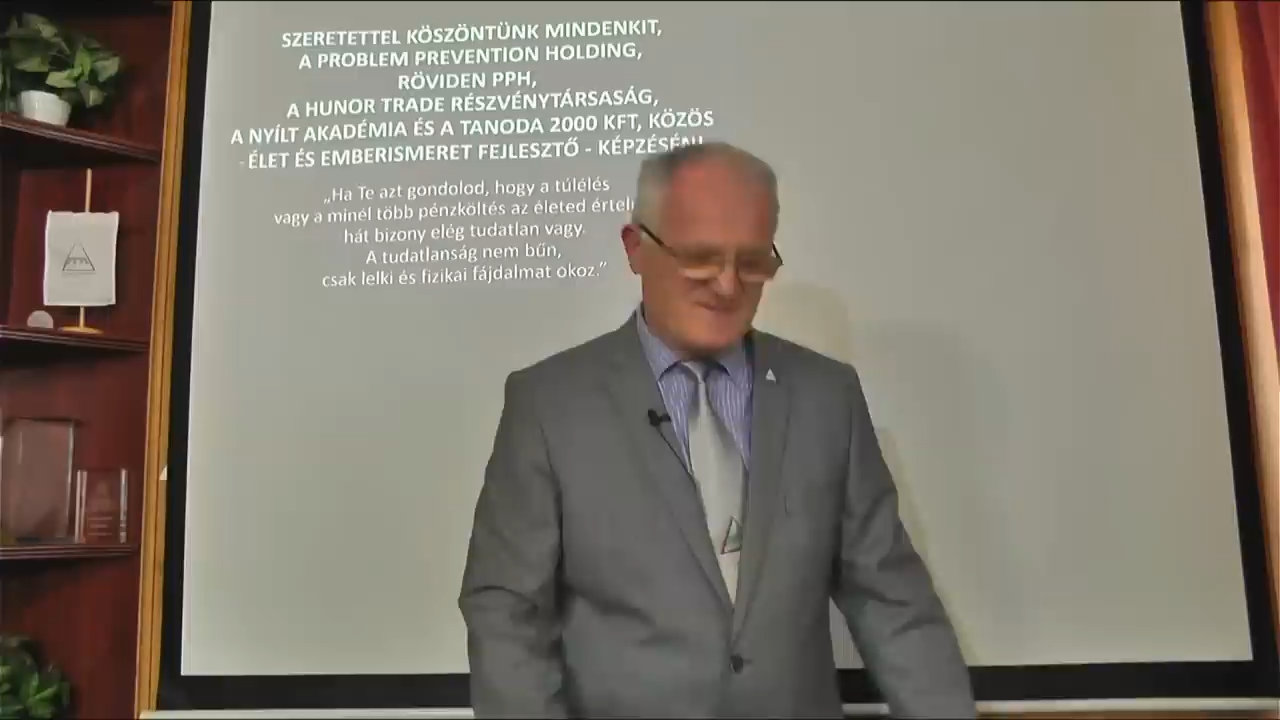 SZERETETTEL KÖSZÖNTÜNK MINDENKIT,
A PROBLEM PREVENTION HOLDING,
RÖVIDEN PPH,
A HUNOR TRADE RÉSZVÉNYTÁRSASÁG,
A NYÍLT AKADÉMIA ÉS A TANODA 2000 KFT, KÖZÖS
- ÉLET ÉS EMBERISMERET FEJLESZTŐ - KÉPZÉSÉN!
„Ha Te azt gondolod, hogy a túlélés
vagy a minél több pénzköltés az életed
hát bizony elég tudatlan vagy.
A tudatlanság nem bűn,
csak lelki és fizikai fájdalmat okoz.”